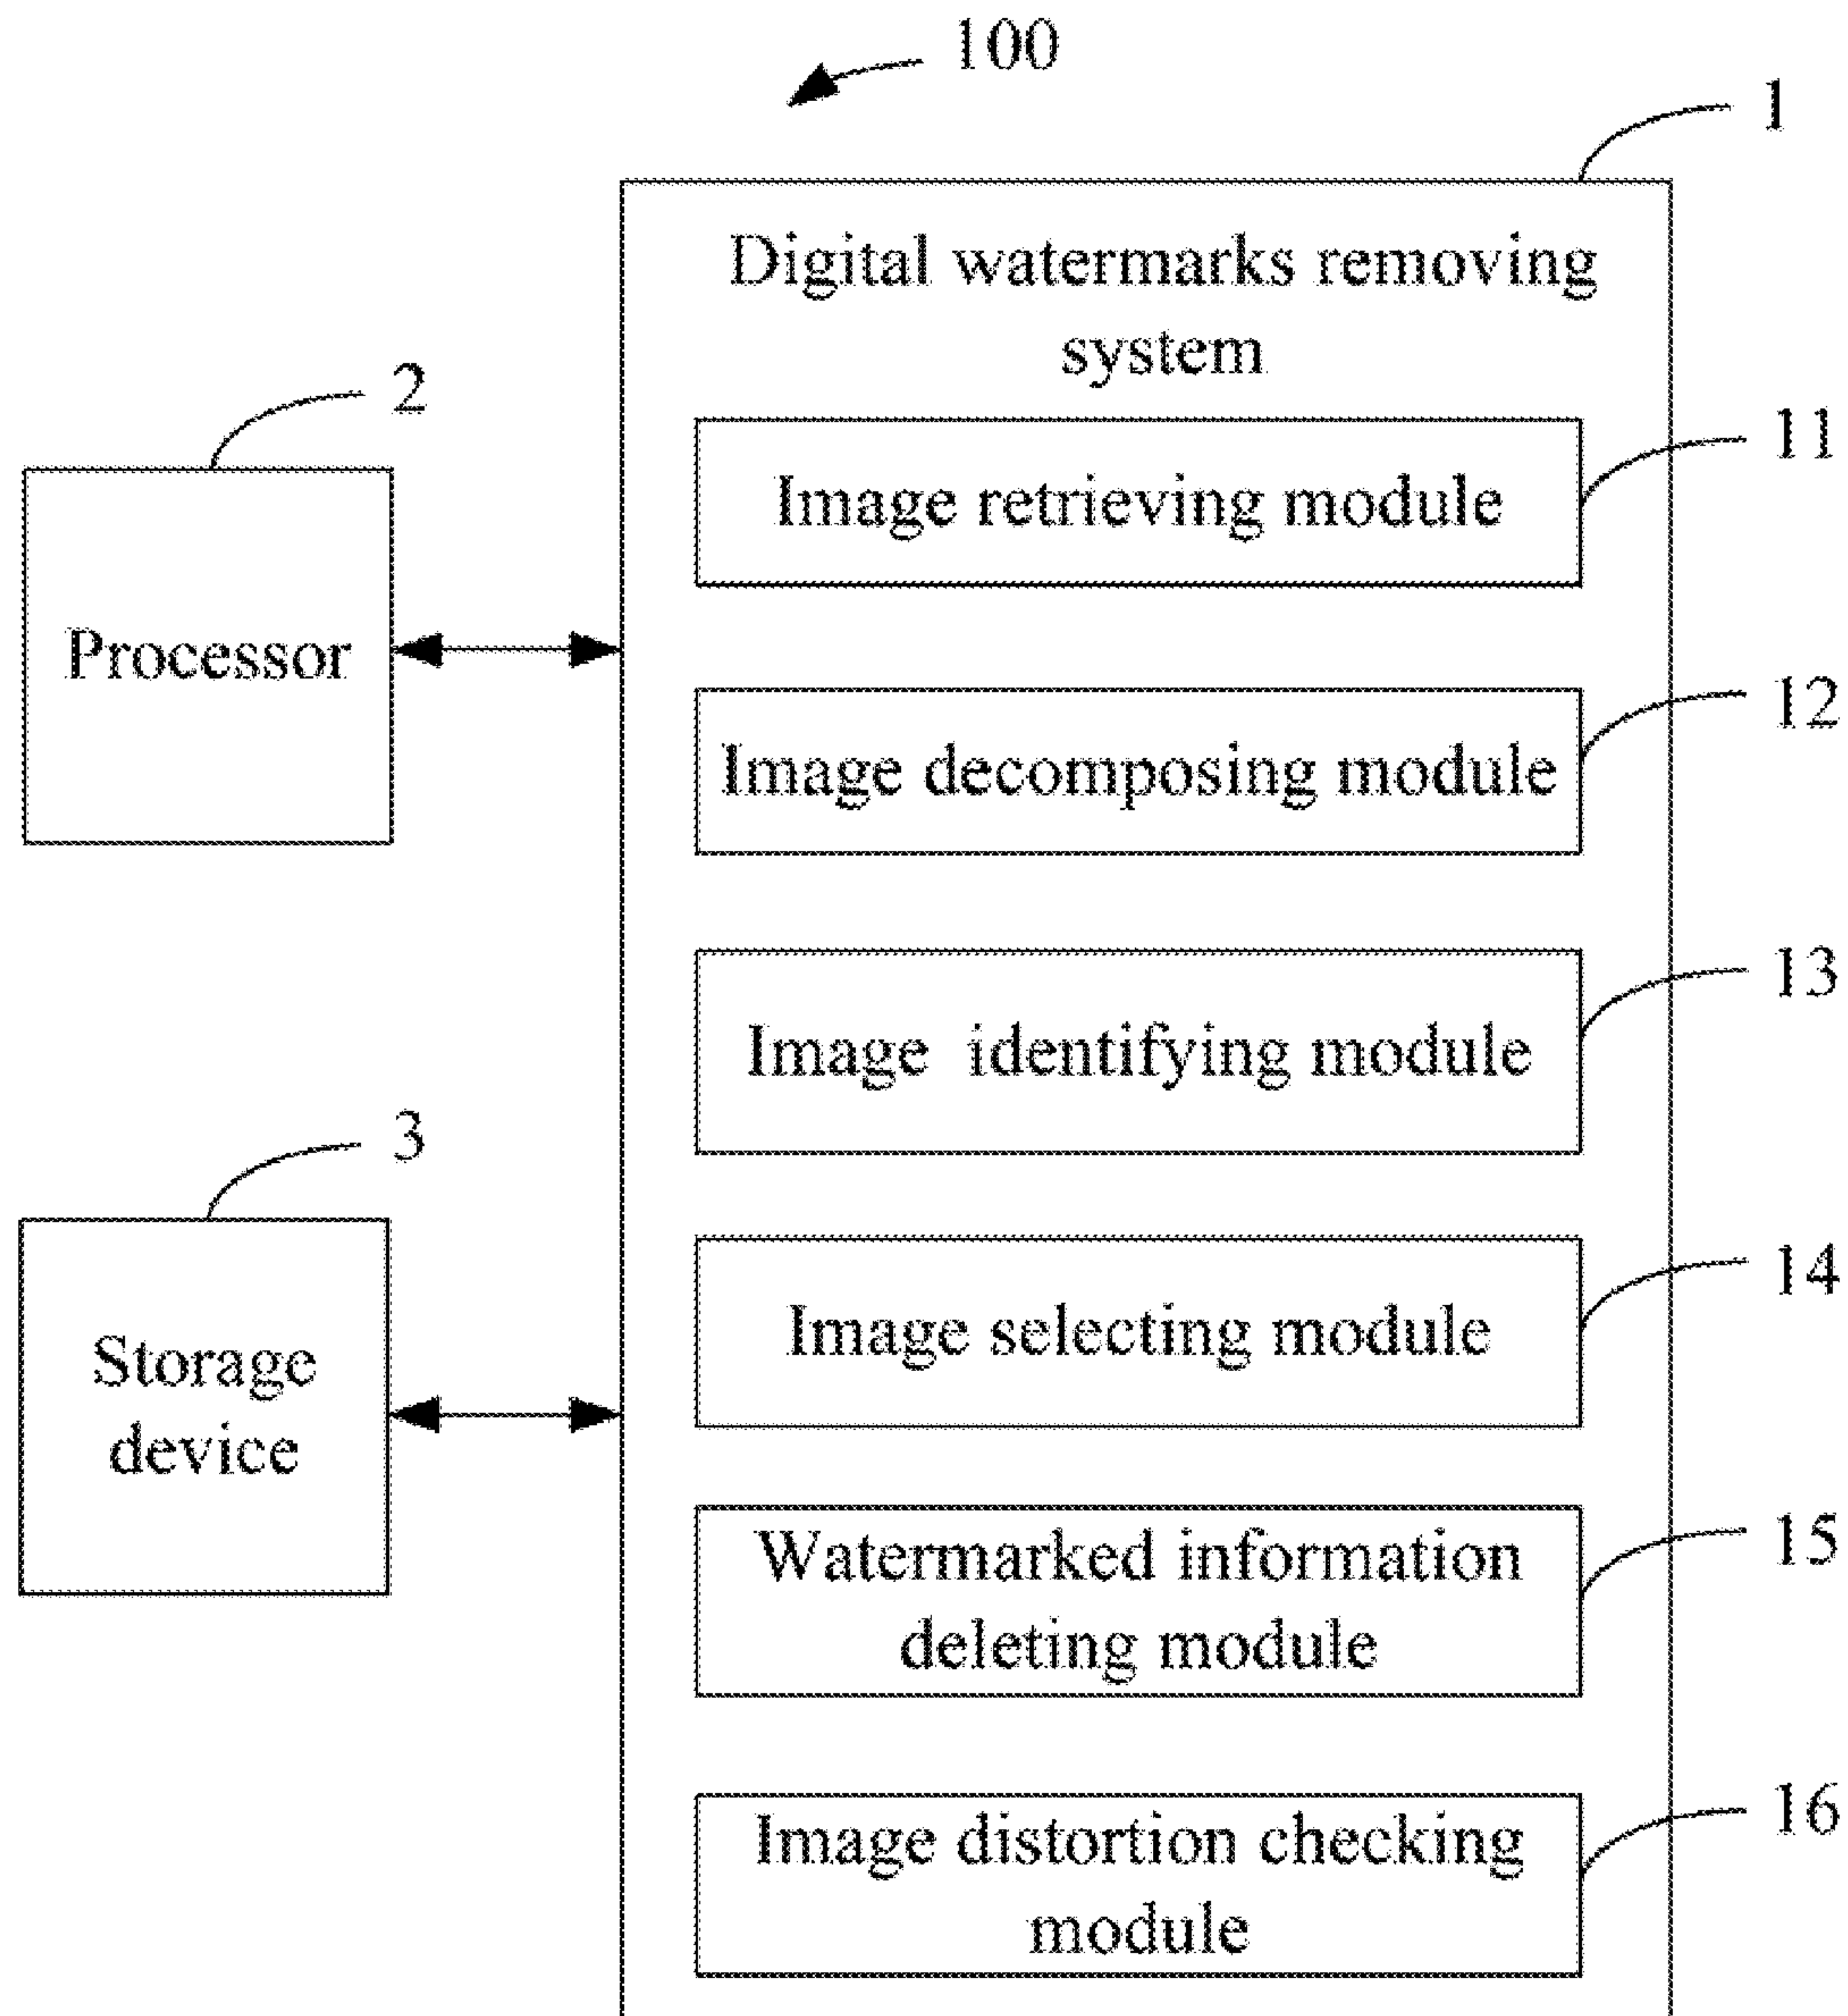 100
1
Digital watermarks removing
system
2
Processor
11
Image retrieving module
12
Image decomposing module
13
Image identifying module
3
Storage
device
14
Image selecting module
15
Watermarked information
deleting module
16
Image distortion checking
module